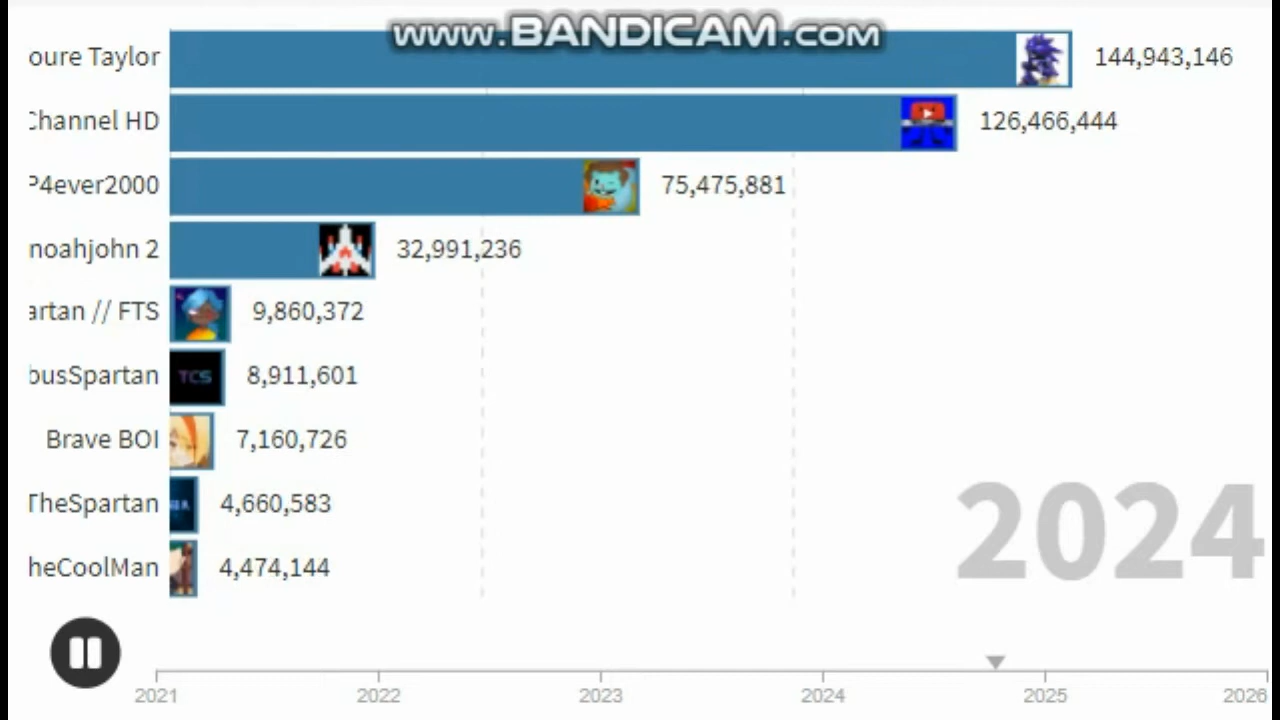 www.BANDICAM.com
oure Taylor 144,943,146
Channel HD 126,466,444
P4ever2000 75,475,881
noahjohn 2 32,991,236
artan // FTS 9,860,372
busSpartan TCS 8,911,601
Brave BOI 7,160,726
TheSpartan 4,660,583
heCoolMan 4,474,144
2024
2021 2022 2023 2024 2025 2026